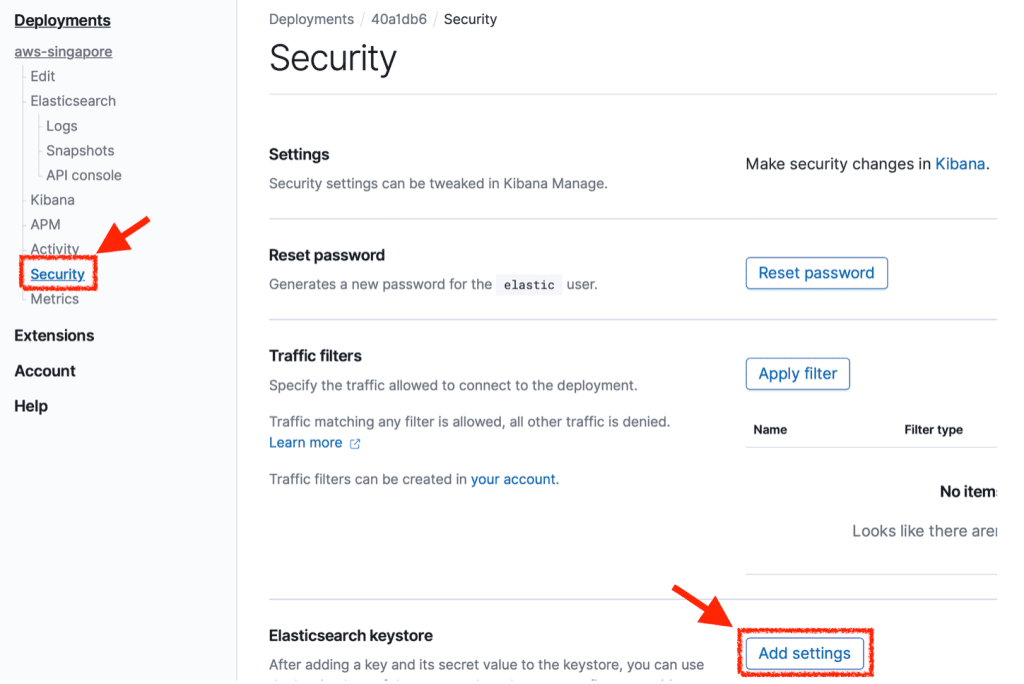 Deployments
aws-singapore
Edit
Elasticsearch
Logs
Snapshots
API console
Kibana
APM
Activity
Security
Metrics
Extensions
Account
Help
Deployments / 40a1db6 / Security
Security
Settings
Security settings can be tweaked in Kibana Manage.
Make security changes in Kibana.
Reset password
Generates a new password for the elastic user.
Reset password
Traffic filters
Specify the traffic allowed to connect to the deployment.
Traffic matching any filter is allowed, all other traffic is denied.
Learn more
Traffic filters can be created in your account.
Apply filter
Name Filter type
No item
Looks like there
Elasticsearch keystore
After adding a key and its secret value to the keystore, you can use
Add settings